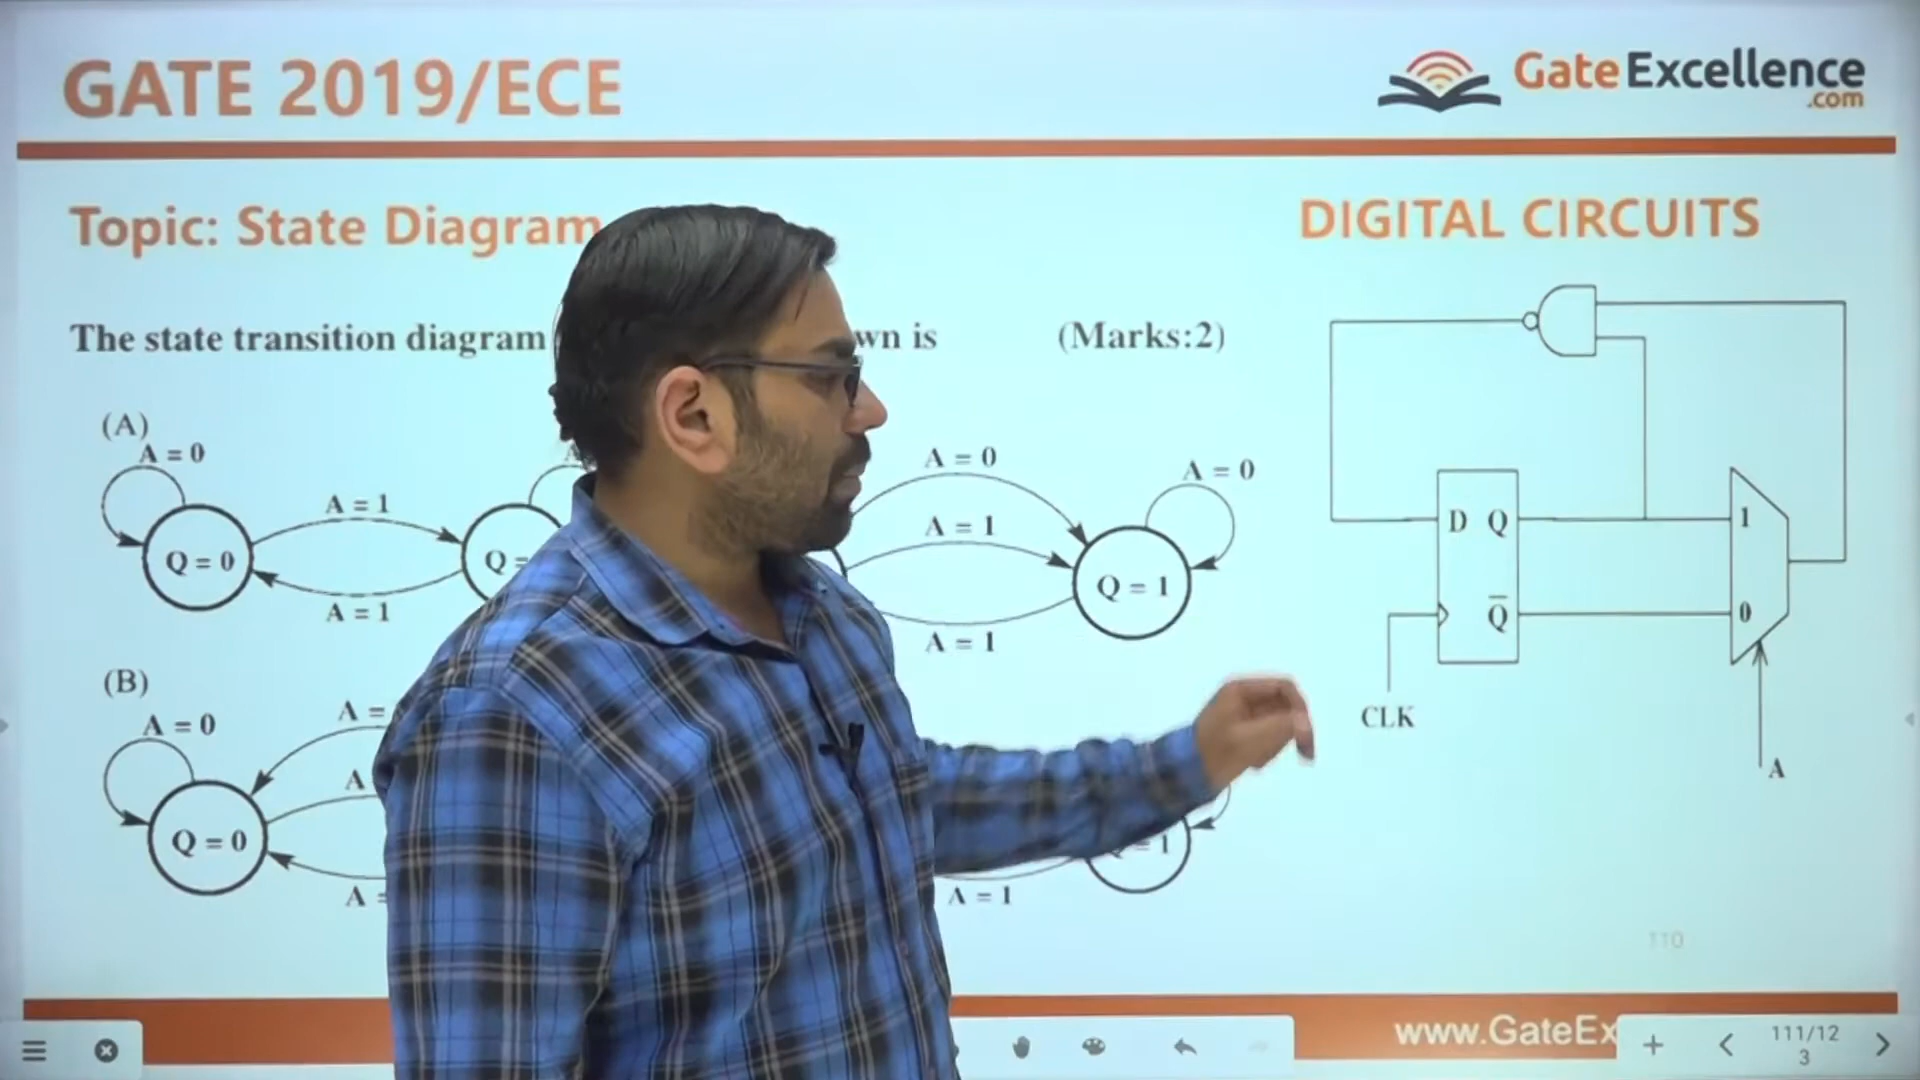 GATE 2019/ECE
GateExcellence
.com
Topic: State Diagram
DIGITAL CIRCUITS
The state transition diagram
wn is
(Marks:2)
(A)
A = 0
A = 1
Q = 0
Q =
A = 1
A = 0
A = 0
A = 1
Q = 1
A = 1
(B)
A = 0
A =
A
Q = 0
A =
1
A = 1
D Q
Q̅
1
0
CLK
A
110
www.GateEx
111/12
3